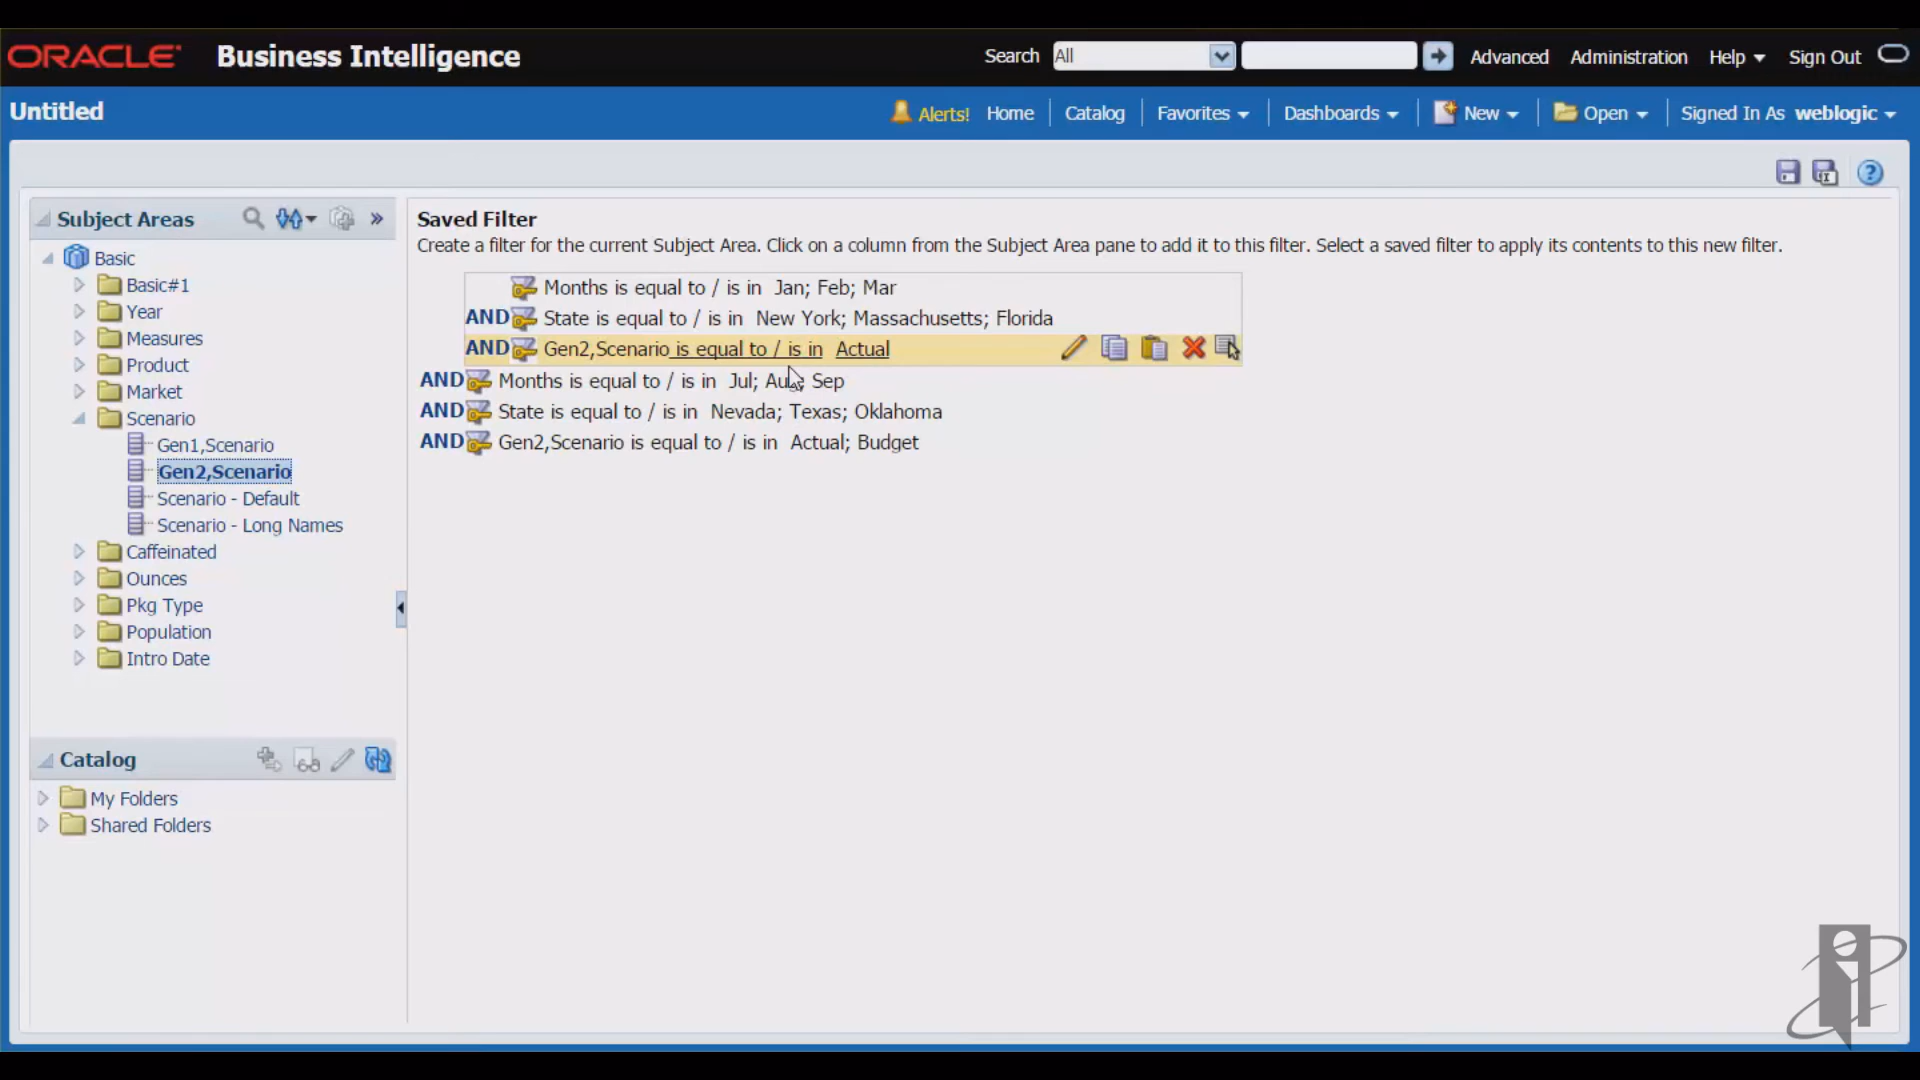 ORACLE Business Intelligence
Search All Advanced Administration Help Sign Out
Untitled
Alerts! Home Catalog Favorites Dashboards New Open Signed In As weblogic
Subject Areas
Basic
Basic#1
Year
Measures
Product
Market
Scenario
Gen1,Scenario
Gen2,Scenario
Scenario - Default
Scenario - Long Names
Caffeinated
Ounces
Pkg Type
Population
Intro Date
Catalog
My Folders
Shared Folders
Saved Filter
Create a filter for the current Subject Area. Click on a column from the Subject Area pane to add it to this filter. Select a saved filter to apply its contents to this new filter.
Months is equal to / is in Jan; Feb; Mar
AND State is equal to / is in New York; Massachusetts; Florida
AND Gen2,Scenario is equal to / is in Actual
AND Months is equal to / is in Jul; Aug; Sep
AND State is equal to / is in Nevada; Texas; Oklahoma
AND Gen2,Scenario is equal to / is in Actual; Budget